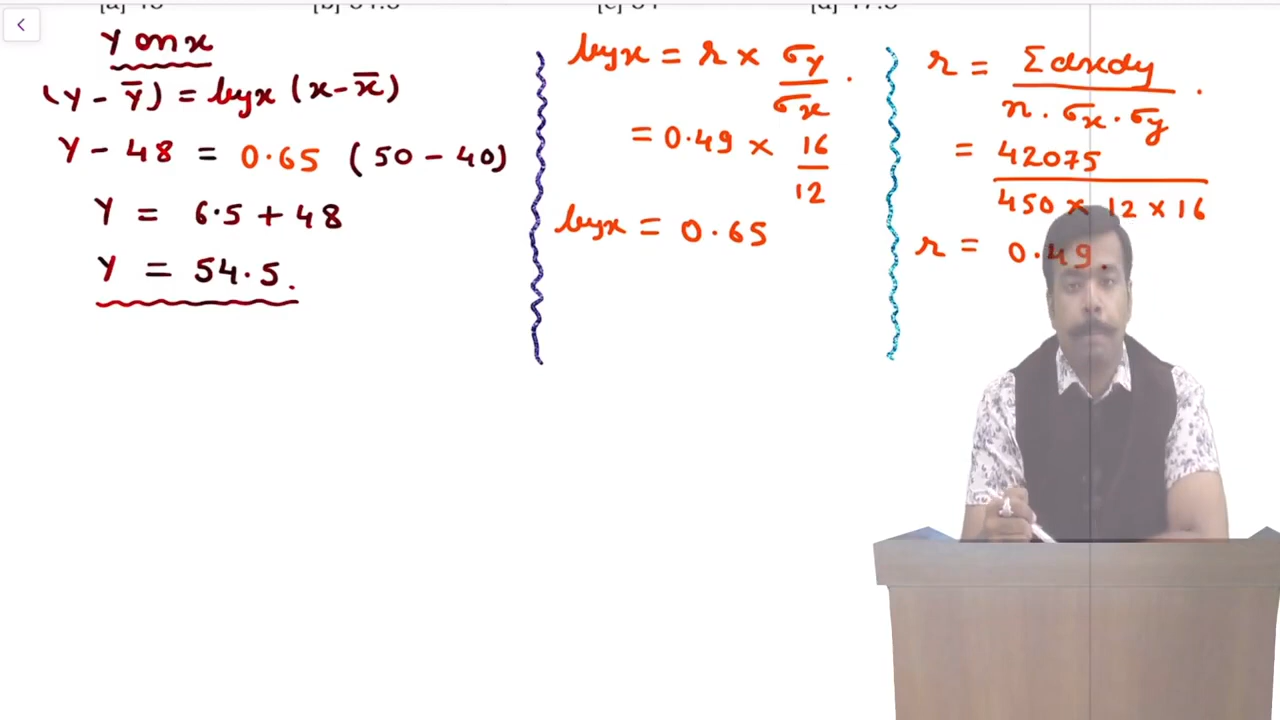 Y on x
(Y - Ȳ) = byx (x - x̄)
Y - 48 = 0.65 (50 - 40)
Y = 6.5 + 48
Y = 54.5.
byx = r × σy / σx .
= 0.49 × 16 / 12
byx = 0.65
r = Σdxdy / n . σx . σy .
= 42075 / 450 × 12 × 16
r = 0.49.